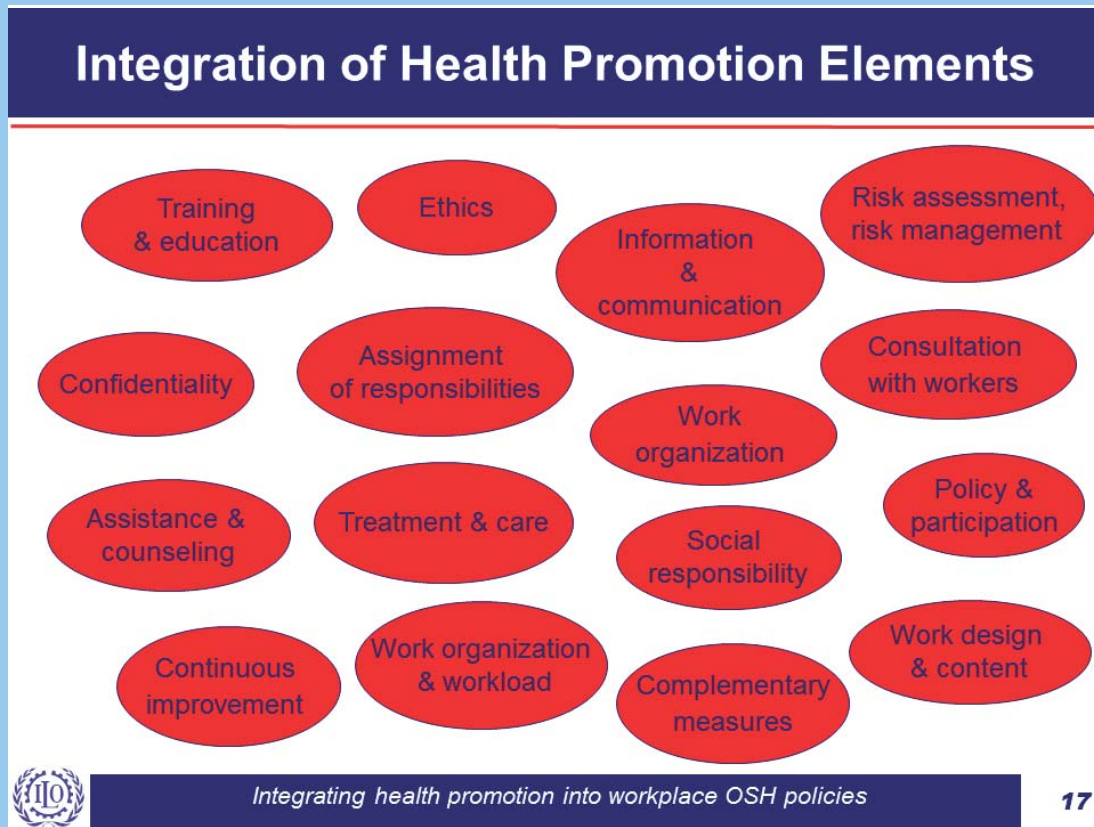 Integration of Health Promotion Elements
Training
& education
Ethics
Information
&
communication
Risk assessment,
risk management
Confidentiality
Assignment
of responsibilities
Work
organization
Consultation
with workers
Assistance &
counseling
Treatment & care
Social
responsibility
Policy &
participation
Continuous
improvement
Work organization
& workload
Complementary
measures
Work design
& content
ILO
Integrating health promotion into workplace OSH policies
17